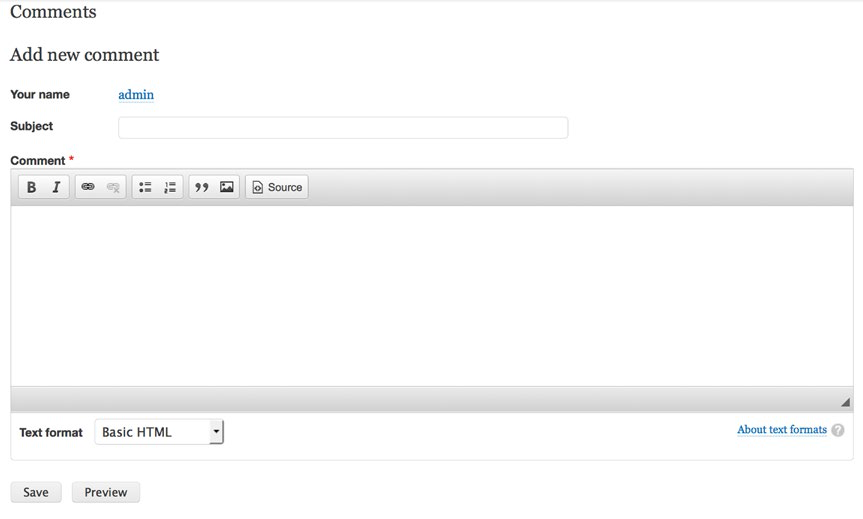 Comments
Add new comment
Your name admin
Subject
Comment *
B I Source
Text format Basic HTML About text formats ?
Save Preview